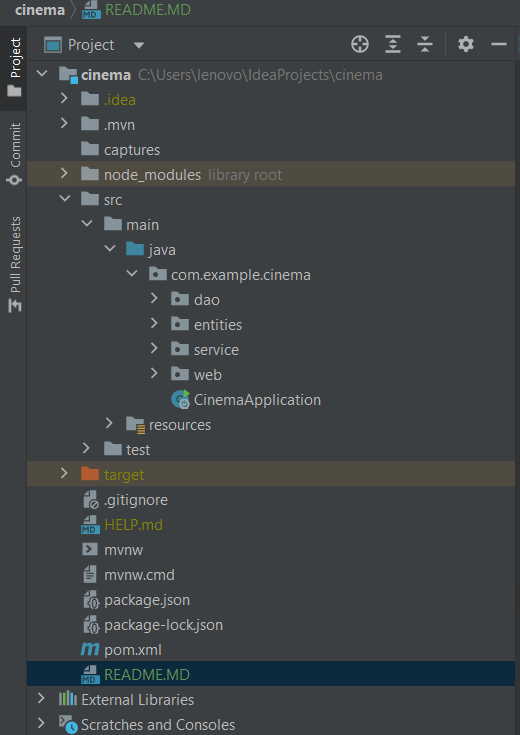 cinema README.MD
Project
Project
Commit
Pull Requests
cinema C:\Users\lenovo\IdeaProjects\cinema
.idea
.mvn
captures
node_modules library root
src
main
java
com.example.cinema
dao
entities
service
web
CinemaApplication
resources
test
target
.gitignore
HELP.md
mvnw
mvnw.cmd
package.json
package-lock.json
pom.xml
README.MD
External Libraries
Scratches and Consoles